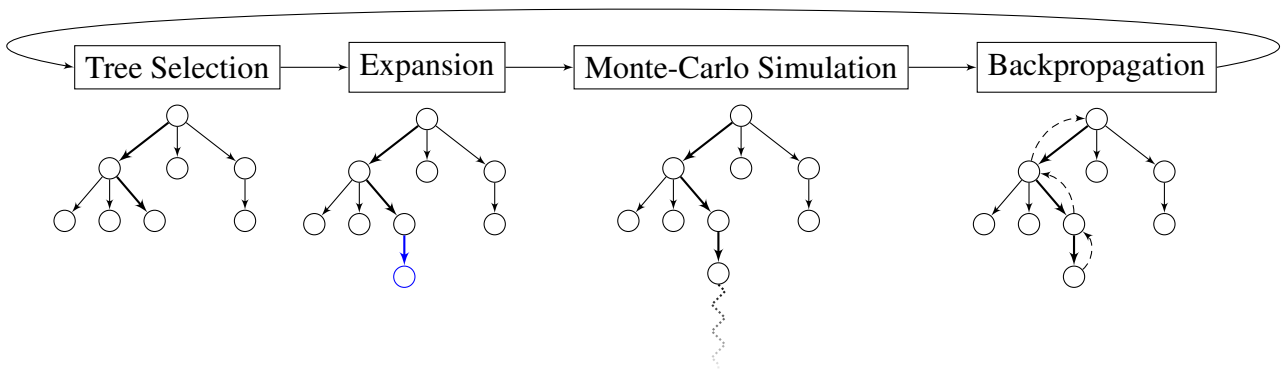 Tree Selection
Expansion
Monte-Carlo Simulation
Backpropagation